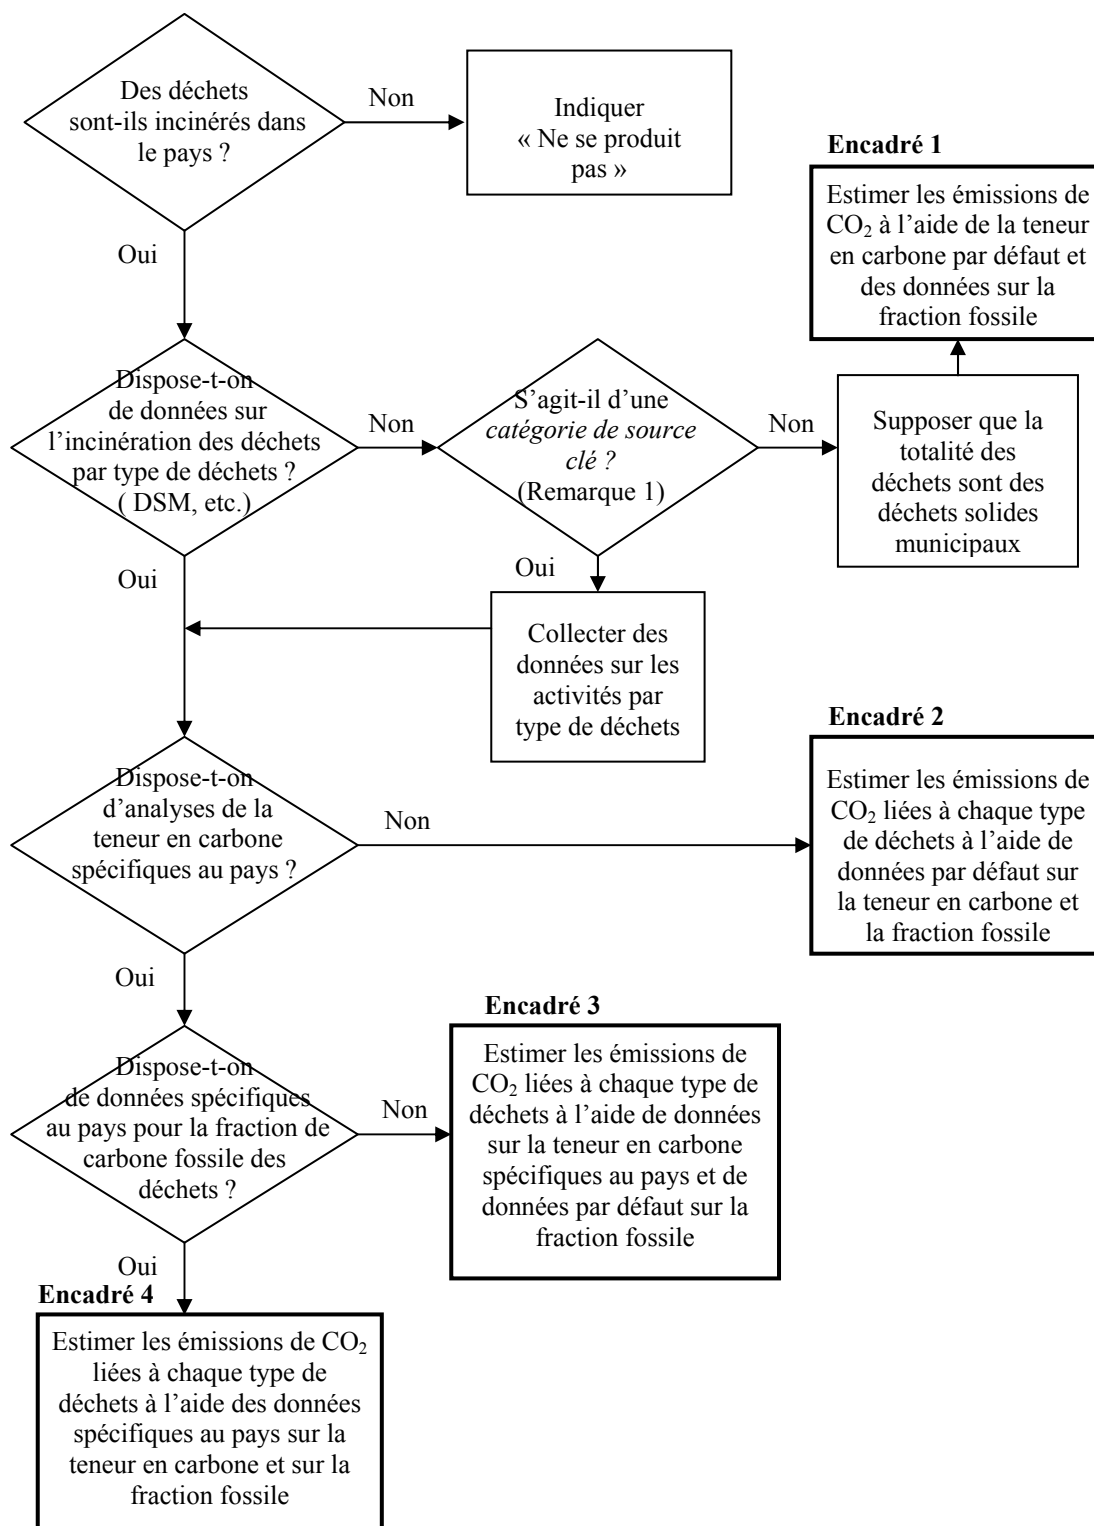 Des déchets
sont-ils incinérés dans
le pays ?
Non
Indiquer
« Ne se produit
pas »
Oui
Encadré 1
Estimer les émissions de
CO₂ à l’aide de la teneur
en carbone par défaut et
des données sur la
fraction fossile
Dispose-t-on
de données sur
l’incinération des déchets
par type de déchets ?
( DSM, etc.)
Non
S’agit-il d’une
catégorie de source
clé ?
(Remarque 1)
Non
Supposer que la
totalité des
déchets sont des
déchets solides
municipaux
Oui
Oui
Collecter des
données sur les
activités par
type de déchets
Encadré 2
Estimer les émissions de
CO₂ liées à chaque type
de déchets à l’aide de
données par défaut sur
la teneur en carbone et
la fraction fossile
Dispose-t-on
d’analyses de la
teneur en carbone
spécifiques au pays ?
Non
Oui
Encadré 3
Estimer les émissions de
CO₂ liées à chaque type de
déchets à l’aide de données
sur la teneur en carbone
spécifiques au pays et de
données par défaut sur la
fraction fossile
Dispose-t-on
de données spécifiques
au pays pour la fraction de
carbone fossile des
déchets ?
Non
Oui
Encadré 4
Estimer les émissions de CO₂
liées à chaque type de
déchets à l’aide des données
spécifiques au pays sur la
teneur en carbone et sur la
fraction fossile